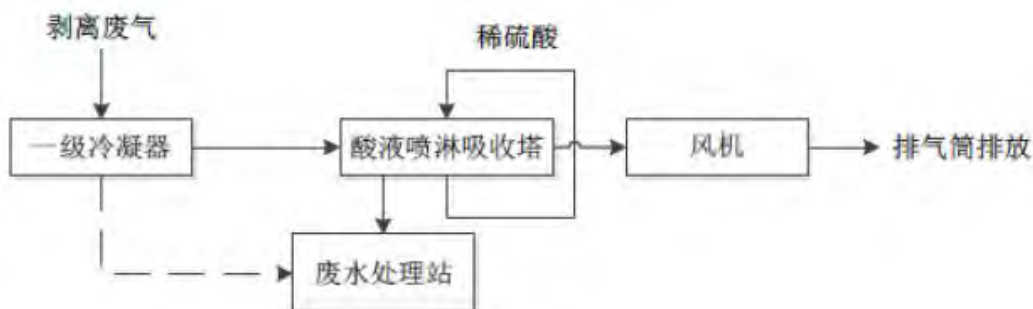 剥离废气
稀硫酸
一级冷凝器
酸液喷淋吸收塔
风机
排气筒排放
废水处理站